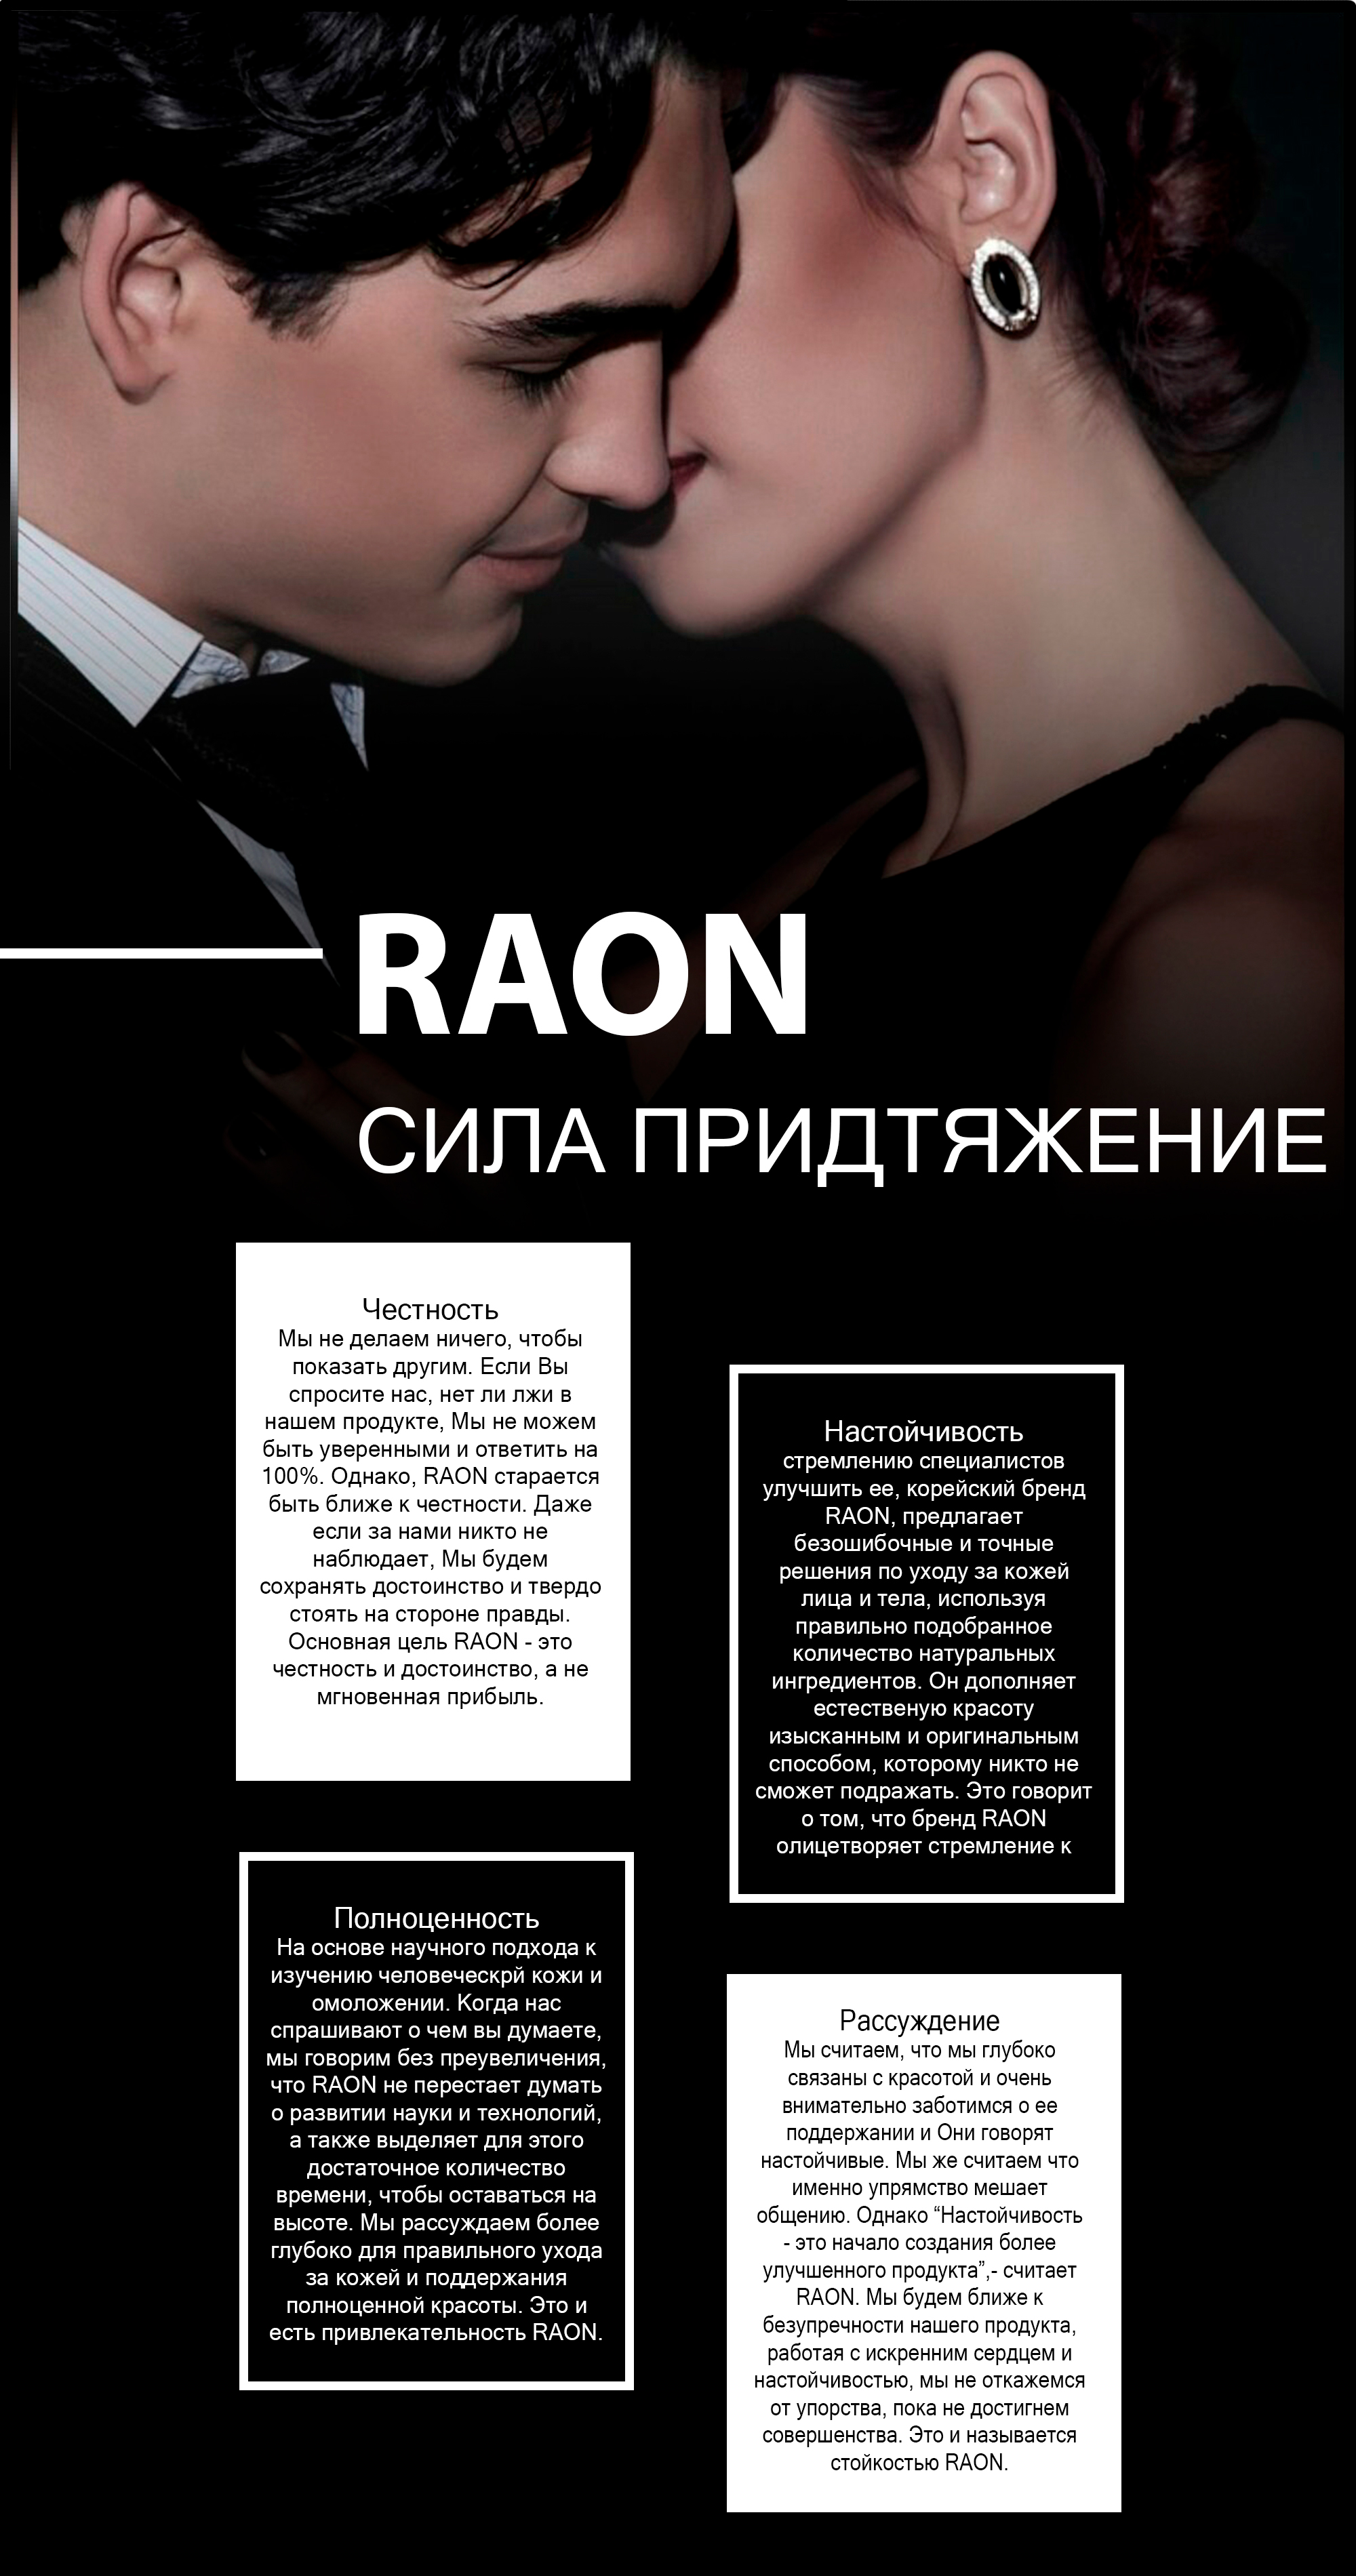 RAON
СИЛА ПРИДТЯЖЕНИЕ
Честность
Мы не делаем ничего, чтобы
показать другим. Если Вы
спросите нас, нет ли лжи в
нашем продукте, Мы не можем
быть уверенными и ответить на
100%. Однако, RAON старается
быть ближе к честности. Даже
если за нами никто не
наблюдает, Мы будем
сохранять достоинство и твердо
стоять на стороне правды.
Основная цель RAON - это
честность и достоинство, а не
мгновенная прибыль.
Настойчивость
стремлению специалистов
улучшить ее, корейский бренд
RAON, предлагает
безошибочные и точные
решения по уходу за кожей
лица и тела, используя
правильно подобранное
количество натуральных
ингредиентов. Он дополняет
естественую красоту
изысканным и оригинальным
способом, которому никто не
сможет подражать. Это говорит
о том, что бренд RAON
олицетворяет стремление к
Полноценность
На основе научного подхода к
изучению человеческрй кожи и
омоложении. Когда нас
спрашивают о чем вы думаете,
мы говорим без преувеличения,
что RAON не перестает думать
о развитии науки и технологий,
а также выделяет для этого
достаточное количество
времени, чтобы оставаться на
высоте. Мы рассуждаем более
глубоко для правильного ухода
за кожей и поддержания
полноценной красоты. Это и
есть привлекательность RAON.
Рассуждение
Мы считаем, что мы глубоко
связаны с красотой и очень
внимательно заботимся о ее
поддержании и Они говорят
настойчивые. Мы же считаем что
именно упрямство мешает
общению. Однако “Настойчивость
- это начало создания более
улучшенного продукта”,- считает
RAON. Мы будем ближе к
безупречности нашего продукта,
работая с искренним сердцем и
настойчивостью, мы не откажемся
от упорства, пока не достигнем
совершенства. Это и называется
стойкостью RAON.